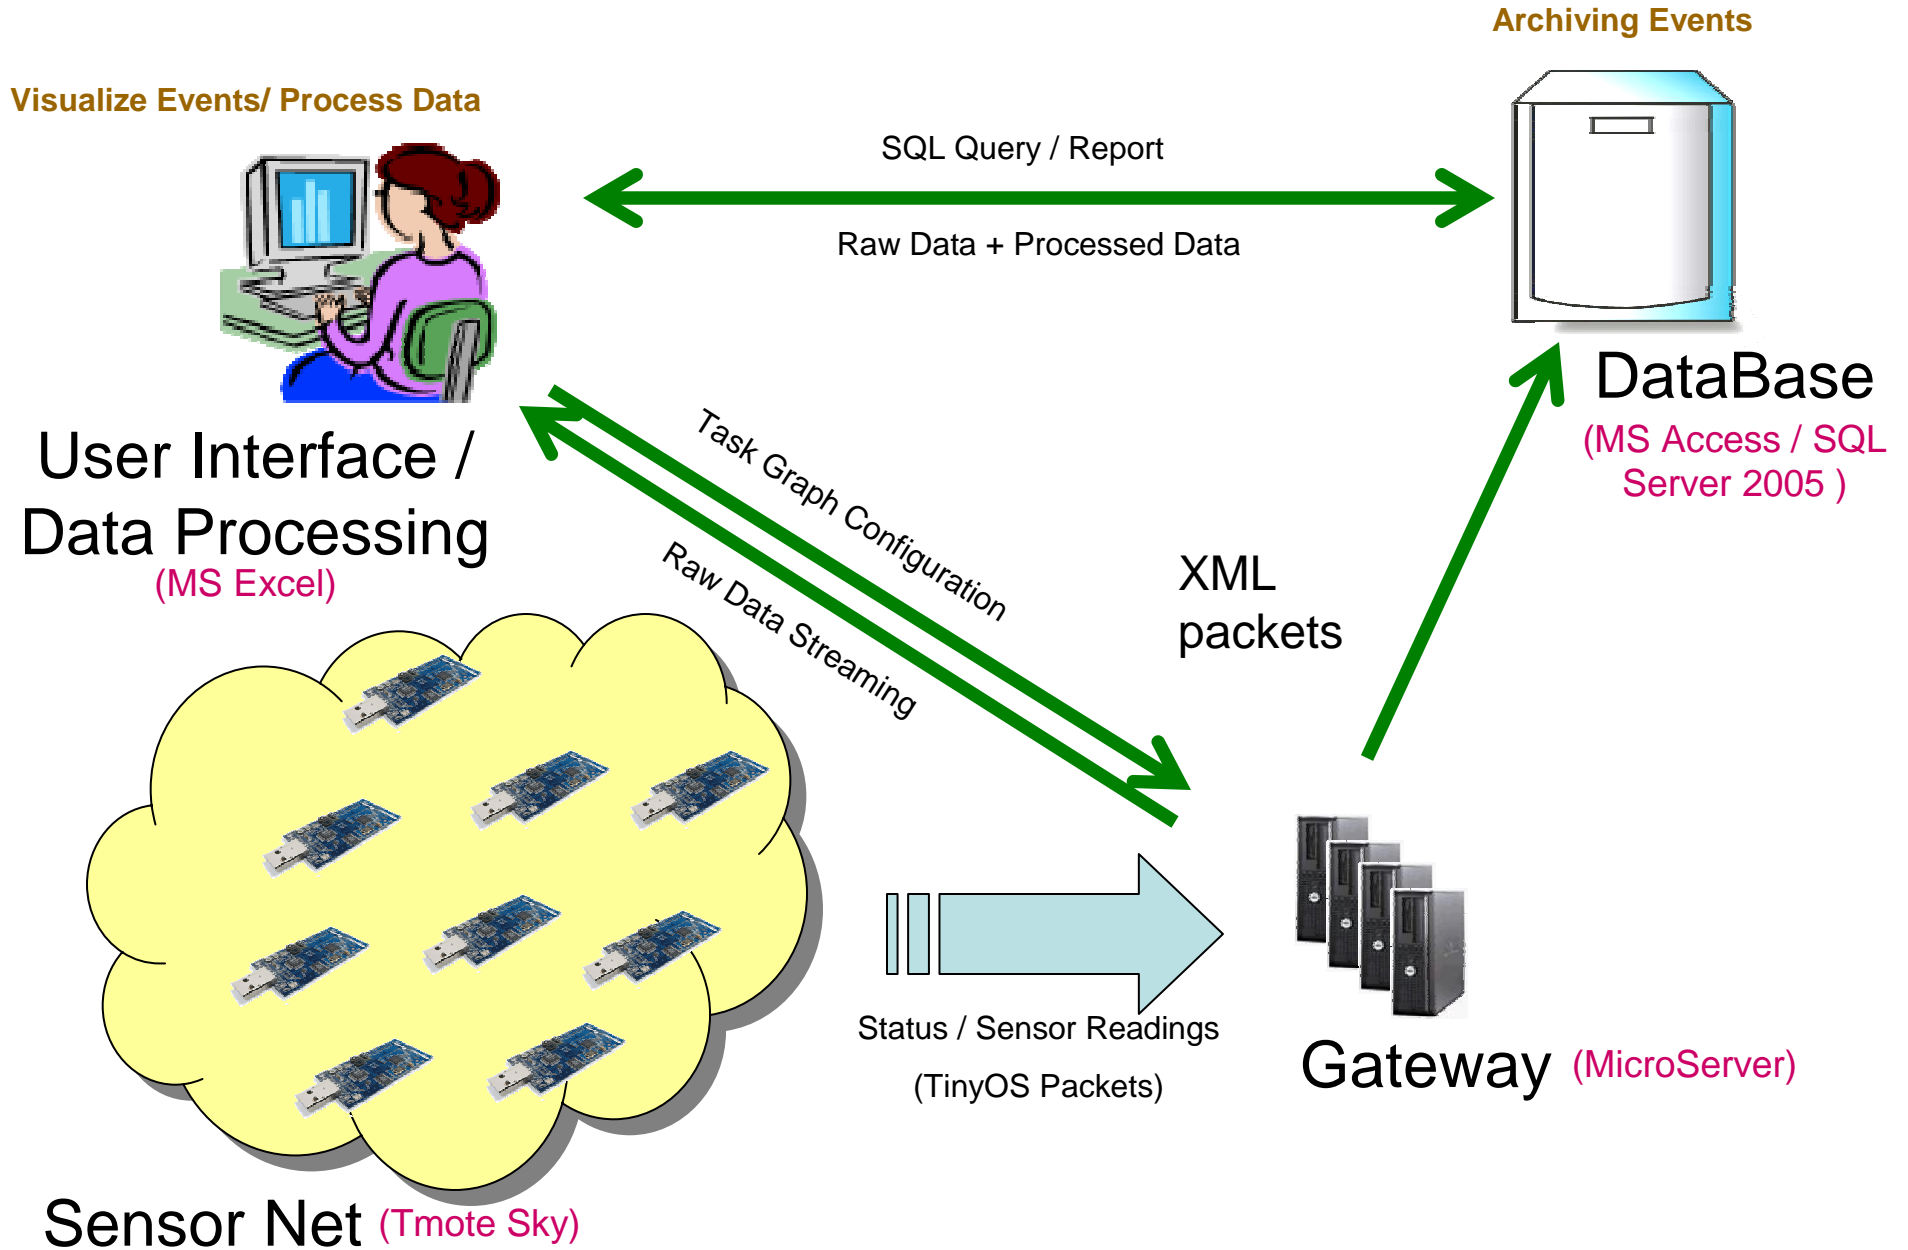 Archiving Events
Visualize Events/ Process Data
SQL Query / Report
Raw Data + Processed Data
DataBase
(MS Access / SQL
Server 2005 )
User Interface /
Data Processing
(MS Excel)
Task Graph Configuration
Raw Data Streaming
XML
packets
Status / Sensor Readings
(TinyOS Packets)
Gateway (MicroServer)
Sensor Net (Tmote Sky)